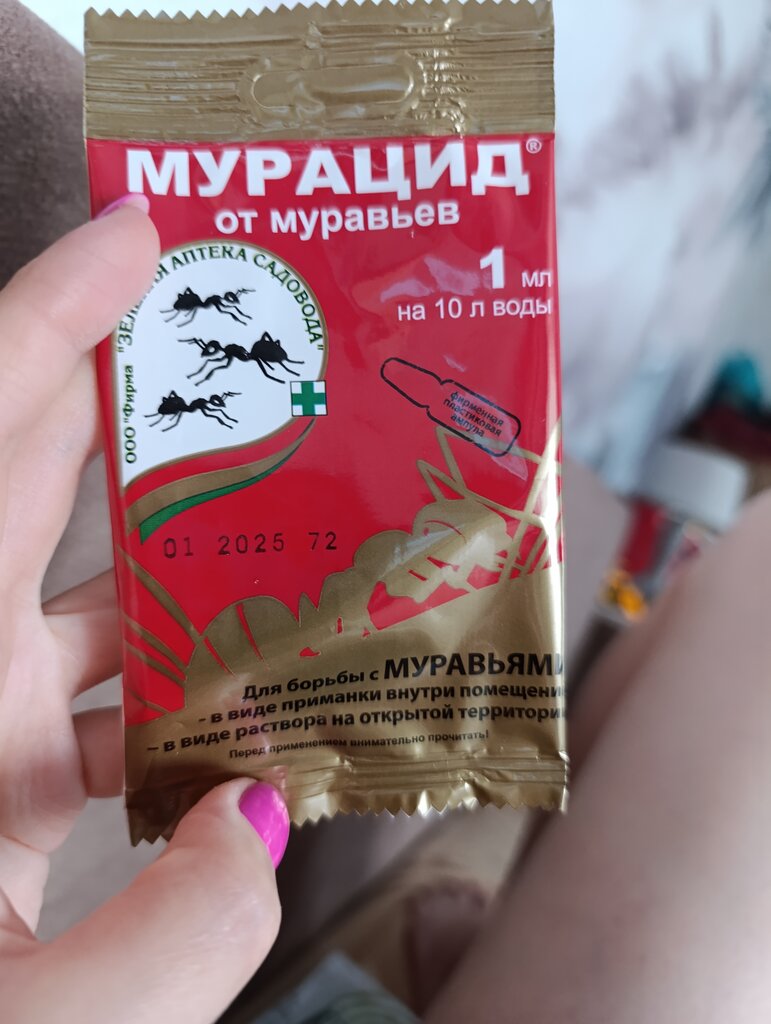 МУРАЦИД®
от муравьев
1 мл
на 10 л воды
ООО "Фирма "ЗЕЛЕНАЯ АПТЕКА САДОВОДА"
фирменная
пластиковая
ампула
01 2025 72
Для борьбы с МУРАВЬЯМИ
- в виде приманки внутри помещени
- в виде раствора на открытой территори
Перед применением внимательно прочитать!